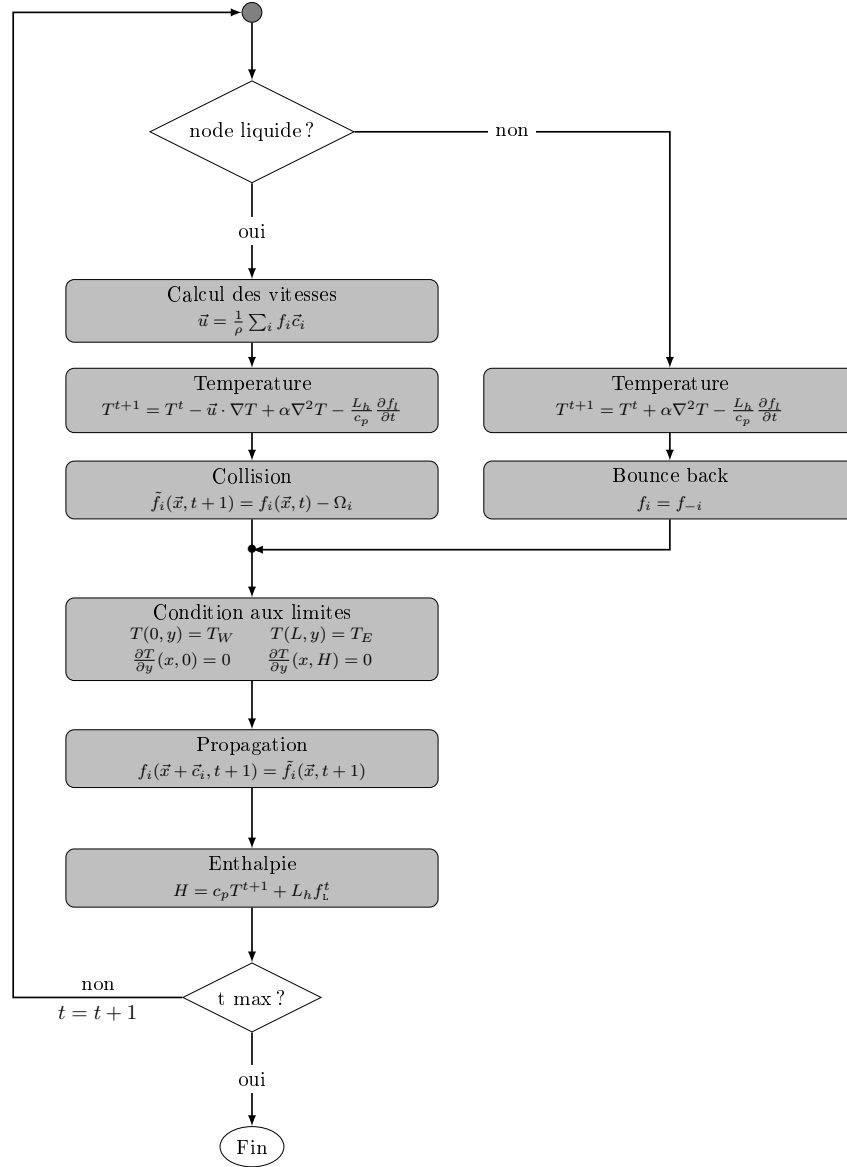 node liquide ?
non
oui
Calcul des vitesses
$\vec{u} = \frac{1}{\rho} \sum_i f_i \vec{c}_i$
Temperature
$T^{t+1} = T^t - \vec{u} \cdot \nabla T + \alpha \nabla^2 T - \frac{L_h}{c_p} \frac{\partial f_l}{\partial t}$
Temperature
$T^{t+1} = T^t + \alpha \nabla^2 T - \frac{L_h}{c_p} \frac{\partial f_l}{\partial t}$
Collision
$\tilde{f}_i(\vec{x}, t+1) = f_i(\vec{x}, t) - \Omega_i$
Bounce back
$f_i = f_{-i}$
Condition aux limites
$T(0, y) = T_W \quad T(L, y) = T_E$
$\frac{\partial T}{\partial y}(x, 0) = 0 \quad \frac{\partial T}{\partial y}(x, H) = 0$
Propagation
$f_i(\vec{x} + \vec{c}_i, t+1) = \tilde{f}_i(\vec{x}, t+1)$
Enthalpie
$H = c_p T^{t+1} + L_h f_{\text{L}}^t$
non
$t = t + 1$
t max ?
oui
Fin